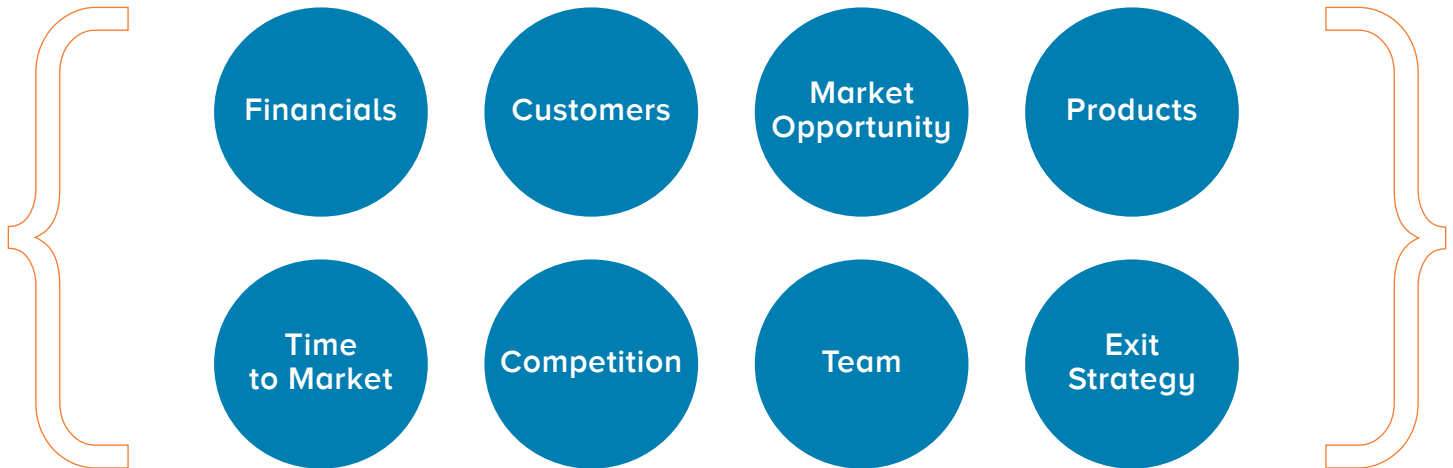 Financials
Customers
Market
Opportunity
Products
Time
to Market
Competition
Team
Exit
Strategy